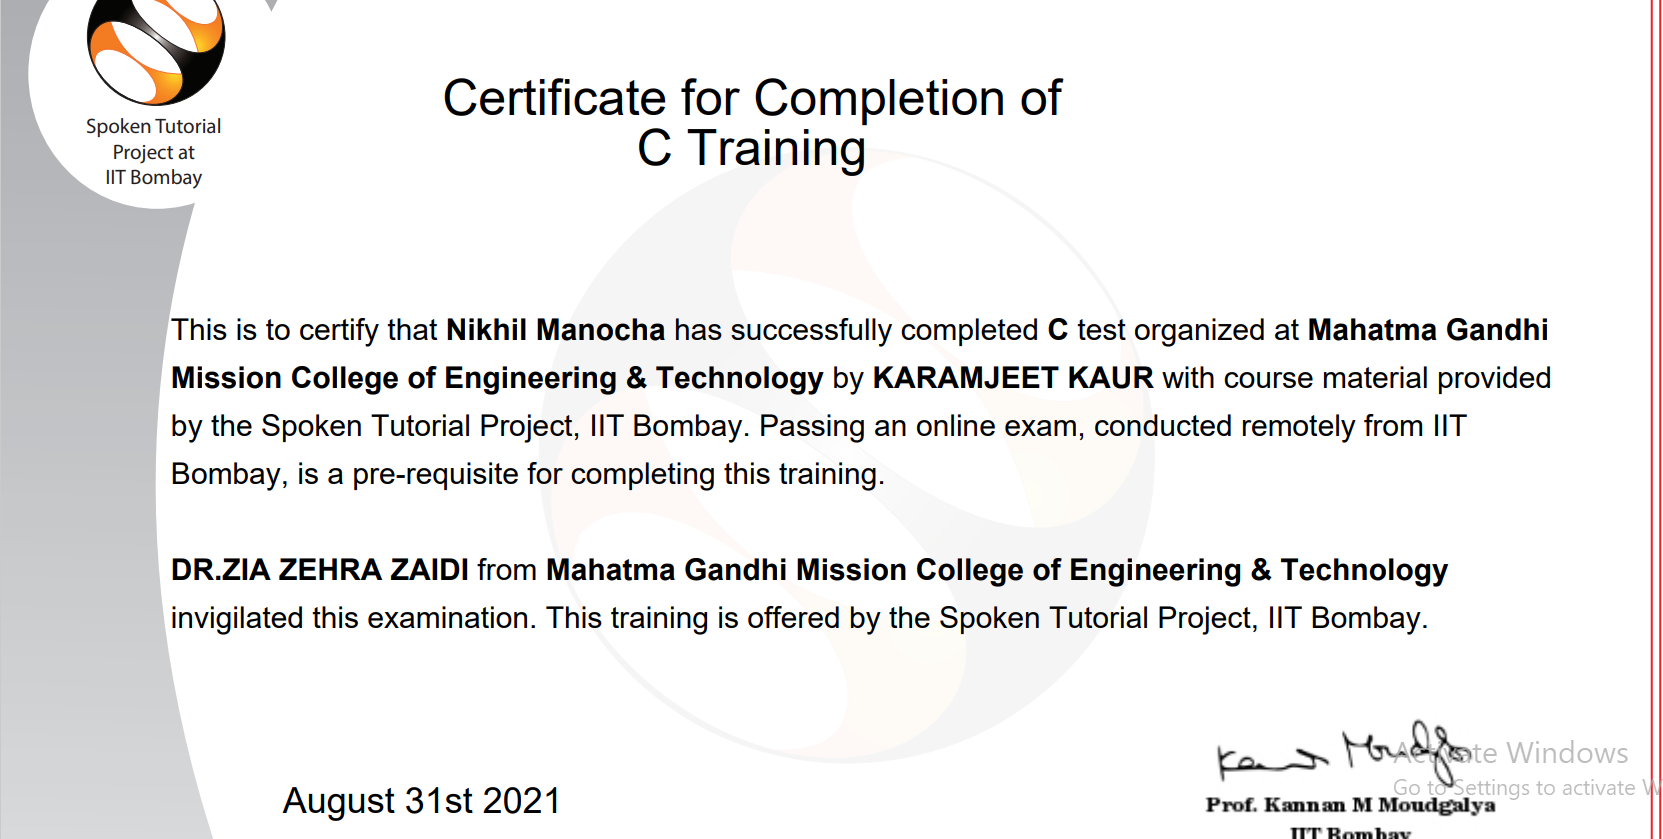 Spoken Tutorial
Project at
IIT Bombay
Certificate for Completion of
C Training
This is to certify that Nikhil Manocha has successfully completed C test organized at Mahatma Gandhi
Mission College of Engineering & Technology by KARAMJEET KAUR with course material provided
by the Spoken Tutorial Project, IIT Bombay. Passing an online exam, conducted remotely from IIT
Bombay, is a pre-requisite for completing this training.
DR.ZIA ZEHRA ZAIDI from Mahatma Gandhi Mission College of Engineering & Technology
invigilated this examination. This training is offered by the Spoken Tutorial Project, IIT Bombay.
August 31st 2021
Activate Windows
Go to Settings to activate W
Prof. Kannan M Moudgalya
IIT Bombay